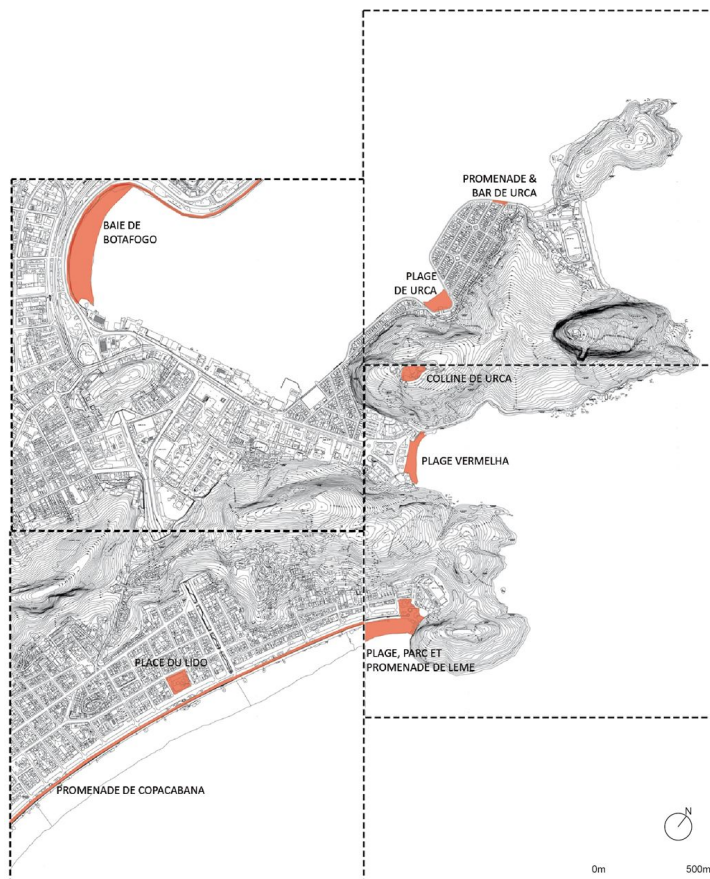 PROMENADE &
BAR DE URCA
BAIE DE
BOTAFOGO
PLAGE
DE URCA
COLLINE DE URCA
PLAGE VERMELHA
PLACE DU LIDO
PLAGE, PARC ET
PROMENADE DE LEME
PROMENADE DE COPACABANA
N
0m 500m